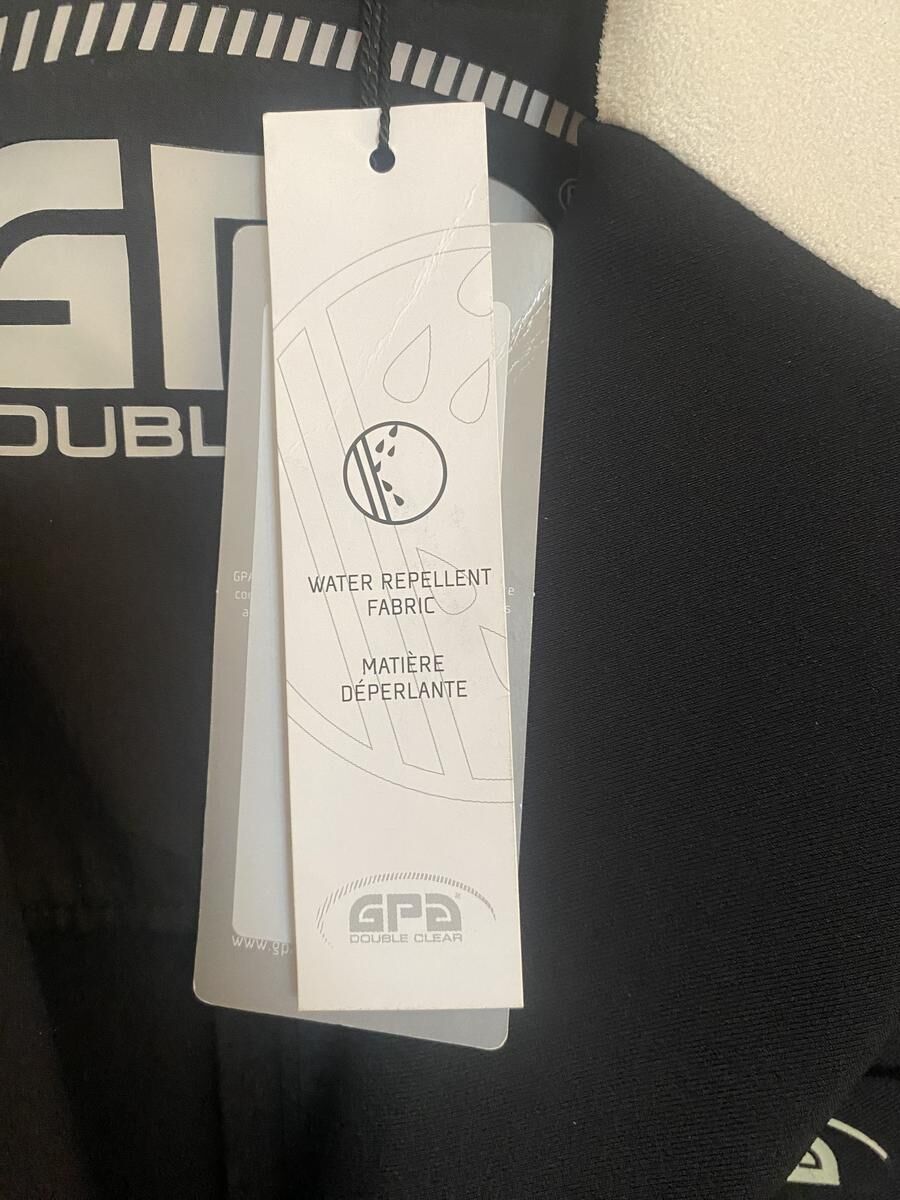 DOUBL
WATER REPELLENT
FABRIC
MATIÈRE
DÉPERLANTE
GPA
DOUBLE CLEAR
GPA
www.gp